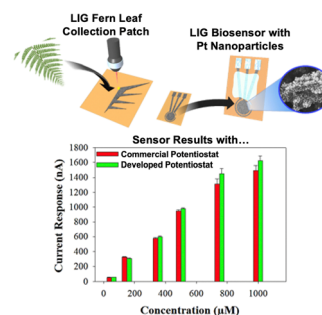 LIG Fern Leaf
Collection Patch
LIG Biosensor with
Pt Nanoparticles
Sensor Results with…
1800
1600
1400
1200
1000
800
600
400
200
0
Current Response (nA)
Commercial Potentiostat
Developed Potentiostat
0 200 400 600 800 1000
Concentration (µM)